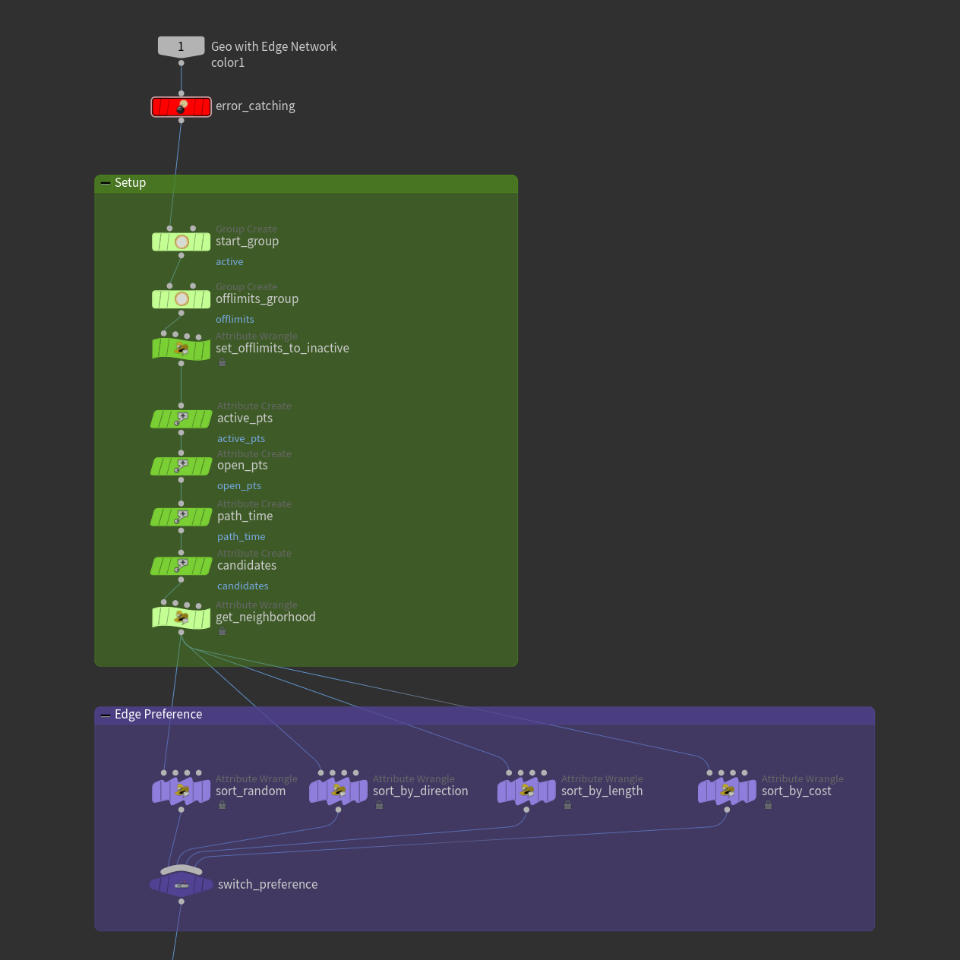 1
Geo with Edge Network
color1
error_catching
Setup
Group Create
start_group
active
Group Create
offlimits_group
offlimits
Attribute Wrangle
set_offlimits_to_inactive
Attribute Create
active_pts
active_pts
Attribute Create
open_pts
open_pts
Attribute Create
path_time
path_time
Attribute Create
candidates
candidates
Attribute Wrangle
get_neighborhood
Edge Preference
Attribute Wrangle
sort_random
Attribute Wrangle
sort_by_direction
Attribute Wrangle
sort_by_length
Attribute Wrangle
sort_by_cost
switch_preference